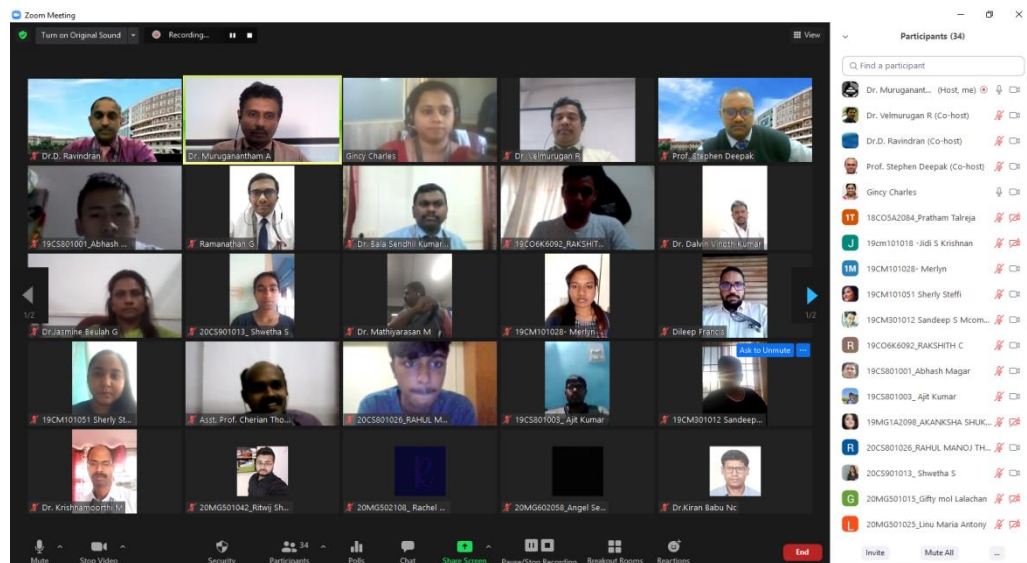 Zoom Meeting
Turn on Original Sound
Recording...
View
Dr.D. Ravindran
Dr. Muruganantham A
Gincy Charles
Dr. Velmurugan R
Prof. Stephen Deepak
19CS801001_Abhash ...
Ramanathan G
Dr. Bala Sendhil Kumar...
19CO6K6092_RAKSHIT...
Dr. Dalvin Vinoth Kumar
1/2
Dr.Jasmine Beulah G
20CS901013_ Shwetha S
Dr. Mathiyarasan M
19CM101028- Merlyn
Dileep Francis
1/2
19CM101051 Sherly St...
Asst. Prof. Cherian Tho...
20CS801026_RAHUL M...
19CS801003_ Ajit Kumar
Ask to Unmute
...
19CM301012 Sandeep...
Dr. Krishnamoorthi M
20MG501042_Ritwij Sh...
20MG502108_ Rachel ...
20MG602058_Angel Se...
Dr.Kiran Babu Nc
Mute
Stop Video
Security
34
Participants
Polls
Chat
Share Screen
Pause/Stop Recording
Breakout Rooms
Reactions
End
Participants (34)
Find a participant
Dr. Muruganant... (Host, me)
Dr. Velmurugan R (Co-host)
Dr.D. Ravindran (Co-host)
Prof. Stephen Deepak (Co-host)
Gincy Charles
1T 18CO5A2084_Pratham Talreja
J 19cm101018 -Jidi S Krishnan
1M 19CM101028- Merlyn
19CM101051 Sherly Steffi
19CM301012 Sandeep S Mcom...
R 19CO6K6092_RAKSHITH C
19CS801001_Abhash Magar
19CS801003_ Ajit Kumar
19MG1A2098_AKANKSHA SHUK...
R 20CS801026_RAHUL MANOJ TH...
20CS901013_ Shwetha S
G 20MG501015_Gifty mol Lalachan
L 20MG501025_Linu Maria Antony
Invite
Mute All
...